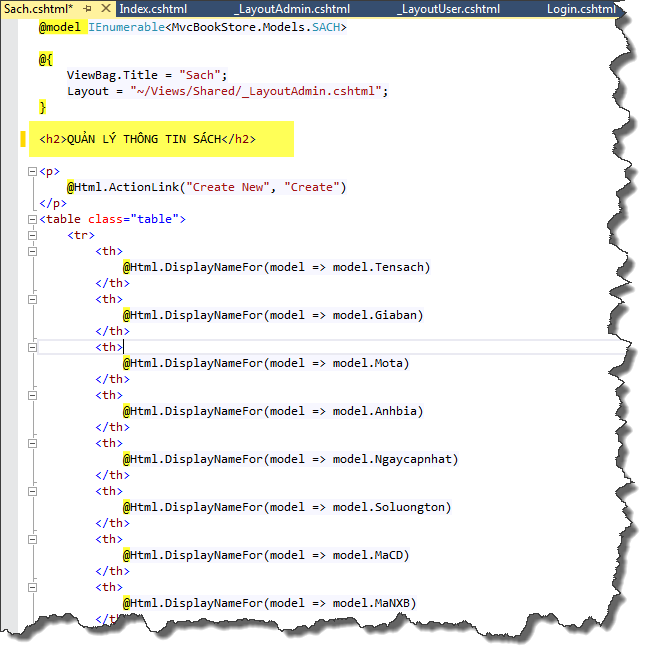 Sach.cshtml* Index.cshtml _LayoutAdmin.cshtml _LayoutUser.cshtml Login.cshtml
@model IEnumerable<MvcBookStore.Models.SACH>
@{
ViewBag.Title = "Sach";
Layout = "~/Views/Shared/_LayoutAdmin.cshtml";
}
<h2>QUẢN LÝ THÔNG TIN SÁCH</h2>
<p>
@Html.ActionLink("Create New", "Create")
</p>
<table class="table">
<tr>
<th>
@Html.DisplayNameFor(model => model.Tensach)
</th>
<th>
@Html.DisplayNameFor(model => model.Giaban)
</th>
<th>
@Html.DisplayNameFor(model => model.Mota)
</th>
<th>
@Html.DisplayNameFor(model => model.Anhbia)
</th>
<th>
@Html.DisplayNameFor(model => model.Ngaycapnhat)
</th>
<th>
@Html.DisplayNameFor(model => model.Soluongton)
</th>
<th>
@Html.DisplayNameFor(model => model.MaCD)
</th>
<th>
@Html.DisplayNameFor(model => model.MaNXB)